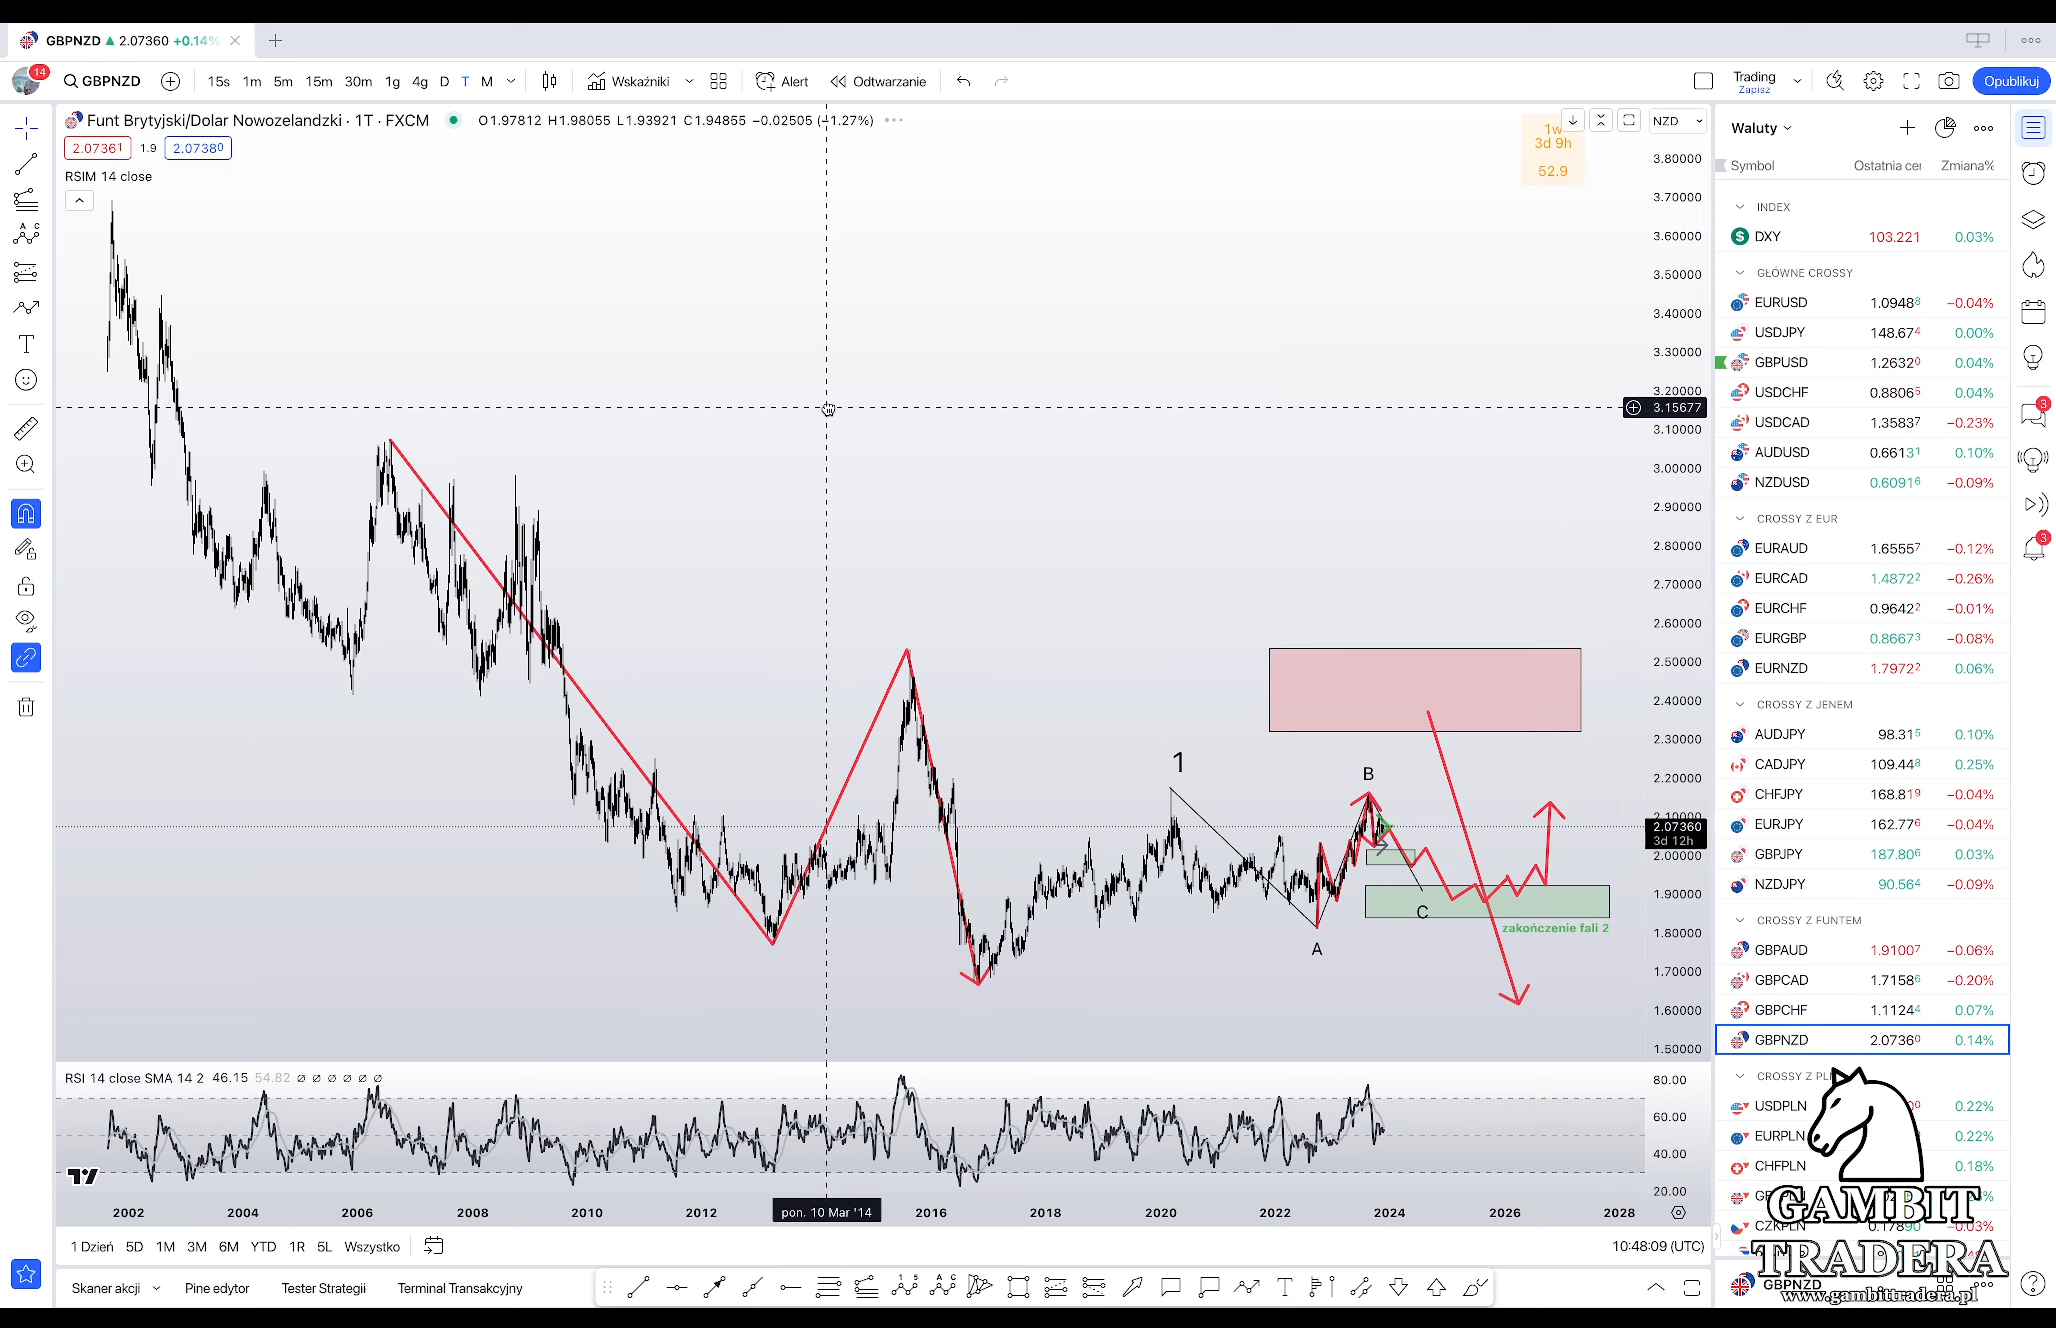 GBPNZD ▲ 2.07360 +0.14%
14 GBPNZD 15s 1m 5m 15m 30m 1g 4g D T M Wskaźniki Alert Odtwarzanie Trading Zapisz Opublikuj
Funt Brytyjski/Dolar Nowozelandzki · 1T · FXCM O1.97812 H1.98055 L1.93921 C1.94855 −0.02505 (−1.27%)
2.07361 1.9 2.07380
RSIM 14 close
1w
3d 9h
52.9
NZD
3.80000
3.70000
3.60000
3.50000
3.40000
3.30000
3.20000
3.15677
3.10000
3.00000
2.90000
2.80000
2.70000
2.60000
2.50000
2.40000
2.30000
2.20000
2.10000
2.07360
3d 12h
2.00000
1.90000
1.80000
1.70000
1.60000
1.50000
1
B
A
C
zakończenie fali 2
RSI 14 close SMA 14 2 46.15 54.82 ∅ ∅ ∅ ∅ ∅ ∅
80.00
60.00
40.00
20.00
2002 2004 2006 2008 2010 2012 pon. 10 Mar '14 2016 2018 2020 2022 2024 2026 2028
1 Dzień 5D 1M 3M 6M YTD 1R 5L Wszystko
10:48:09 (UTC)
Skaner akcji Pine edytor Tester Strategii Terminal Transakcyjny
Waluty
Symbol Ostatnia cer Zmiana%
INDEX
DXY 103.221 0.03%
GŁÓWNE CROSSY
EURUSD 1.09488 −0.04%
USDJPY 148.674 0.00%
GBPUSD 1.26320 0.04%
USDCHF 0.88065 0.04%
USDCAD 1.35837 −0.23%
AUDUSD 0.66131 0.10%
NZDUSD 0.60916 −0.09%
CROSSY Z EUR
EURAUD 1.65557 −0.12%
EURCAD 1.48722 −0.26%
EURCHF 0.96422 −0.01%
EURGBP 0.86673 −0.08%
EURNZD 1.79722 0.06%
CROSSY Z JENEM
AUDJPY 98.315 0.10%
CADJPY 109.448 0.25%
CHFJPY 168.819 −0.04%
EURJPY 162.776 −0.04%
GBPJPY 187.806 0.03%
NZDJPY 90.564 −0.09%
CROSSY Z FUNTEM
GBPAUD 1.91007 −0.06%
GBPCAD 1.71586 −0.20%
GBPCHF 1.11244 0.07%
GBPNZD 2.07360 0.14%
CROSSY Z PL
USDPLN 0.22%
EURPLN 0.22%
CHFPLN 0.18%
CZKPLN 0.17890 −0.03%
GAMBIT
TRADERA
GBPNZD
www.gambittradera.pl
3
3